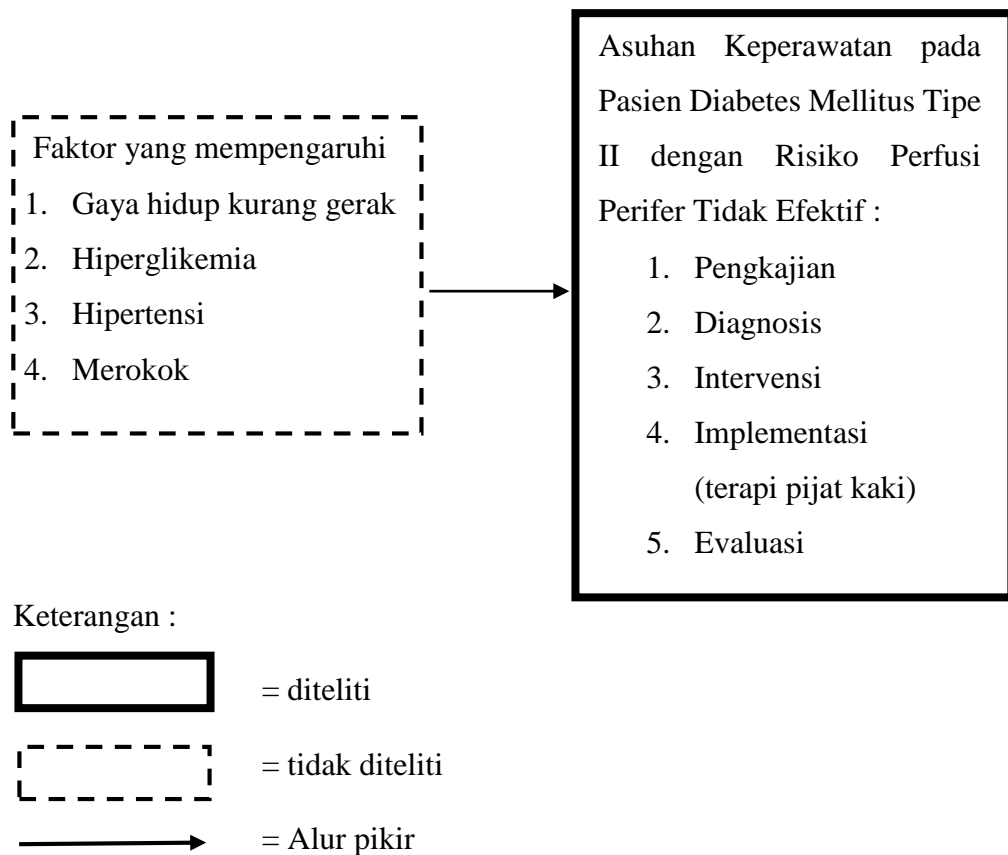 Faktor yang mempengaruhi
1. Gaya hidup kurang gerak
2. Hiperglikemia
3. Hipertensi
4. Merokok
Asuhan Keperawatan pada
Pasien Diabetes Mellitus Tipe
II dengan Risiko Perfusi
Perifer Tidak Efektif :
1. Pengkajian
2. Diagnosis
3. Intervensi
4. Implementasi
(terapi pijat kaki)
5. Evaluasi
Keterangan :
= diteliti
= tidak diteliti
= Alur pikir